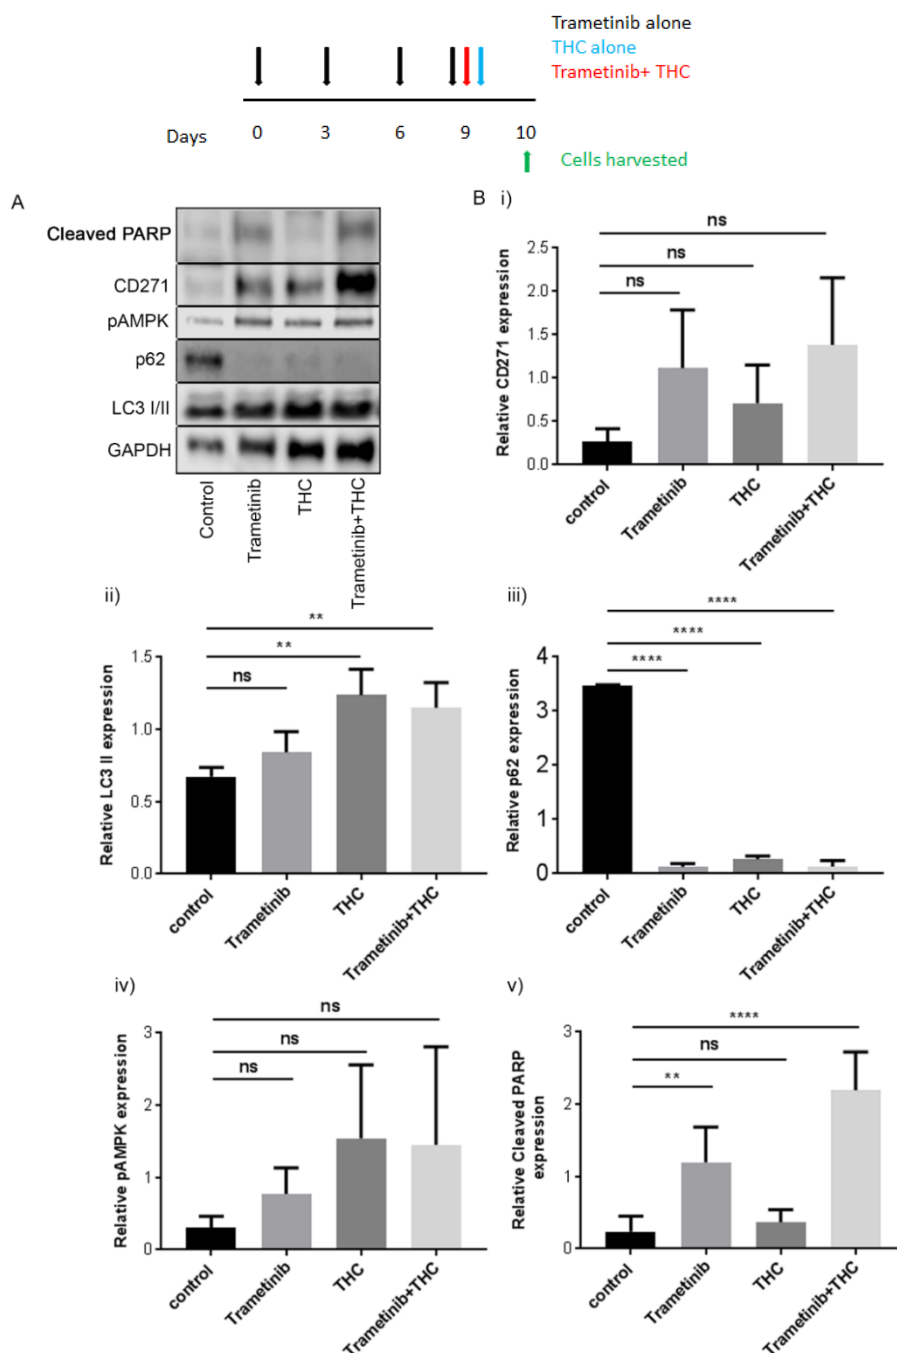 Trametinib alone
THC alone
Trametinib+ THC
Days 0 3 6 9 10
Cells harvested
A
Cleaved PARP
CD271
pAMPK
p62
LC3 I/II
GAPDH
Control
Trametinib
THC
Trametinib+THC
B i)
ns
ns
ns
Relative CD271 expression
2.5
2.0
1.5
1.0
0.5
0.0
control
Trametinib
THC
Trametinib+THC
ii)
**
**
ns
Relative LC3 II expression
1.5
1.0
0.5
0.0
control
Trametinib
THC
Trametinib+THC
iii)
****
****
****
Relative p62 expression
4
3
2
1
0
control
Trametinib
THC
Trametinib+THC
iv)
ns
ns
ns
Relative pAMPK expression
3
2
1
0
control
Trametinib
THC
Trametinib+THC
v)
****
ns
**
Relative Cleaved PARP
expression
3
2
1
0
control
Trametinib
THC
Trametinib+THC